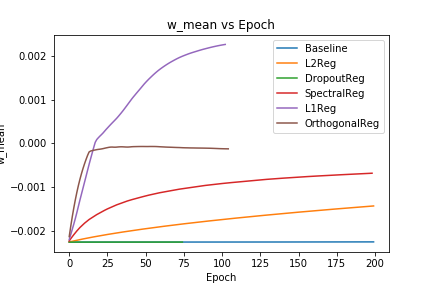 w_mean vs Epoch
w_mean
0.002
0.001
0.000
−0.001
−0.002
0
25
50
75
100
125
150
175
200
Epoch
Baseline
L2Reg
DropoutReg
SpectralReg
L1Reg
OrthogonalReg